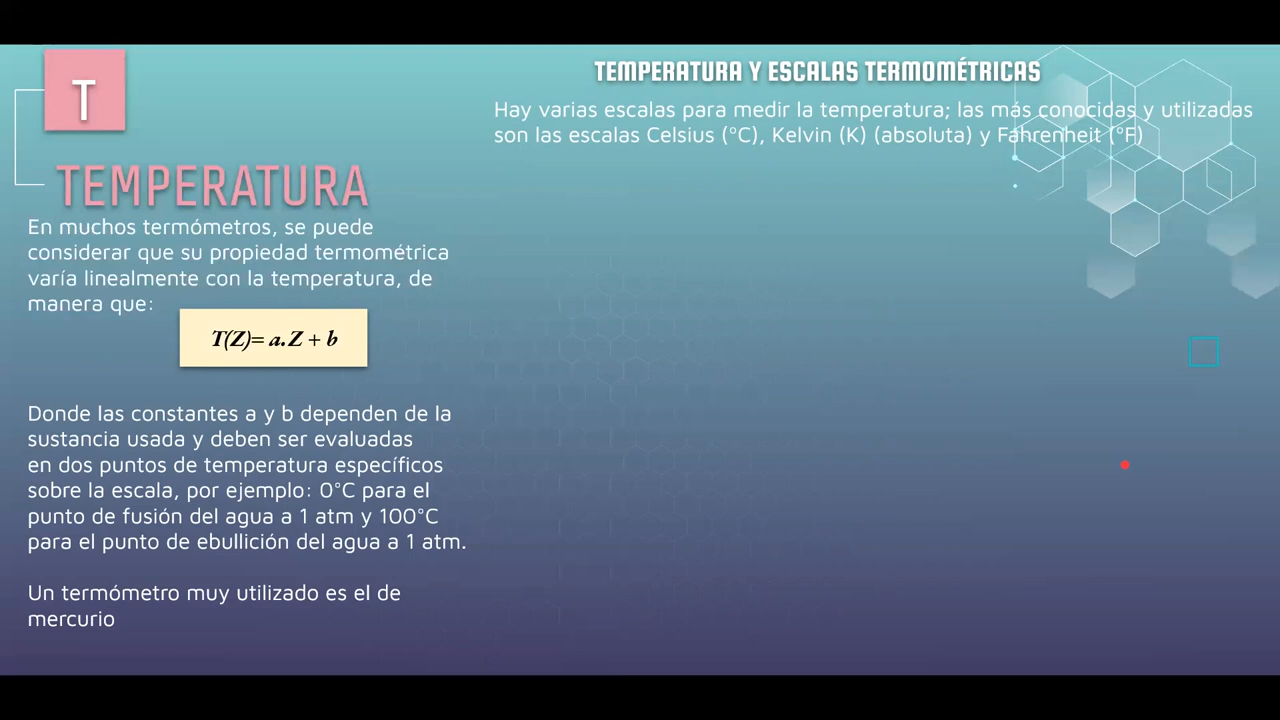 T
TEMPERATURA
En muchos termómetros, se puede
considerar que su propiedad termométrica
varía linealmente con la temperatura, de
manera que:
T(Z)= a.Z + b
Donde las constantes a y b dependen de la
sustancia usada y deben ser evaluadas
en dos puntos de temperatura específicos
sobre la escala, por ejemplo: 0°C para el
punto de fusión del agua a 1 atm y 100°C
para el punto de ebullición del agua a 1 atm.
Un termómetro muy utilizado es el de
mercurio
TEMPERATURA Y ESCALAS TERMOMÉTRICAS
Hay varias escalas para medir la temperatura; las más conocidas y utilizadas
son las escalas Celsius (°C), Kelvin (K) (absoluta) y Fahrenheit (°F)